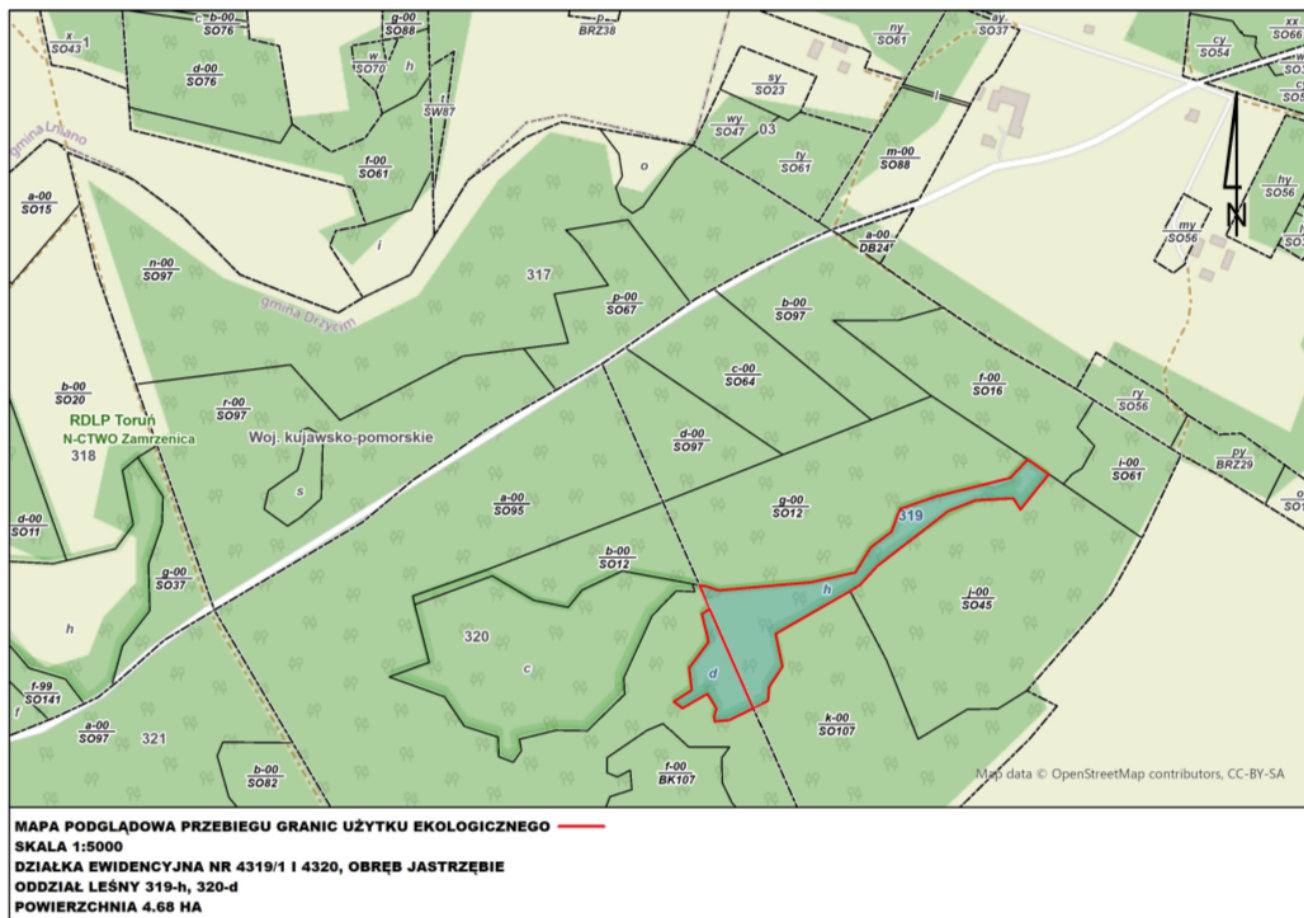 x
SO43
1
c
b-00
SO76
g-00
SO88
p
BRZ38
ny
SO61
ay
SO37
cy
SO54
xx
SO66
d-00
SO76
w
SO70
h
t
SW87
sy
SO23
l
wy
SO47
03
gmina Lniano
f-00
SO61
ty
SO61
m-00
SO88
hy
SO56
a-00
SO15
o
my
SO56
i
a-00
DB24
n-00
SO97
317
gmina Drzycim
p-00
SO67
b-00
SO97
b-00
SO20
r-00
SO97
c-00
SO64
f-00
SO16
ry
SO56
RDLP Toruń
N-CTWO Zamrzenica
318
Woj. kujawsko-pomorskie
d-00
SO97
py
BRZ29
i-00
SO61
s
a-00
SO95
g-00
SO12
319
d-00
SO11
b-00
SO12
g-00
SO37
h
j-00
SO45
h
320
c
d
f-99
SO141
f
a-00
SO97
321
k-00
SO107
b-00
SO82
f-00
BK107
Map data © OpenStreetMap contributors, CC-BY-SA
MAPA PODGLĄDOWA PRZEBIEGU GRANIC UŻYTKU EKOLOGICZNEGO
SKALA 1:5000
DZIAŁKA EWIDENCYJNA NR 4319/1 I 4320, OBRĘB JASTRZĘBIE
ODDZIAŁ LEŚNY 319-h, 320-d
POWIERZCHNIA 4.68 HA